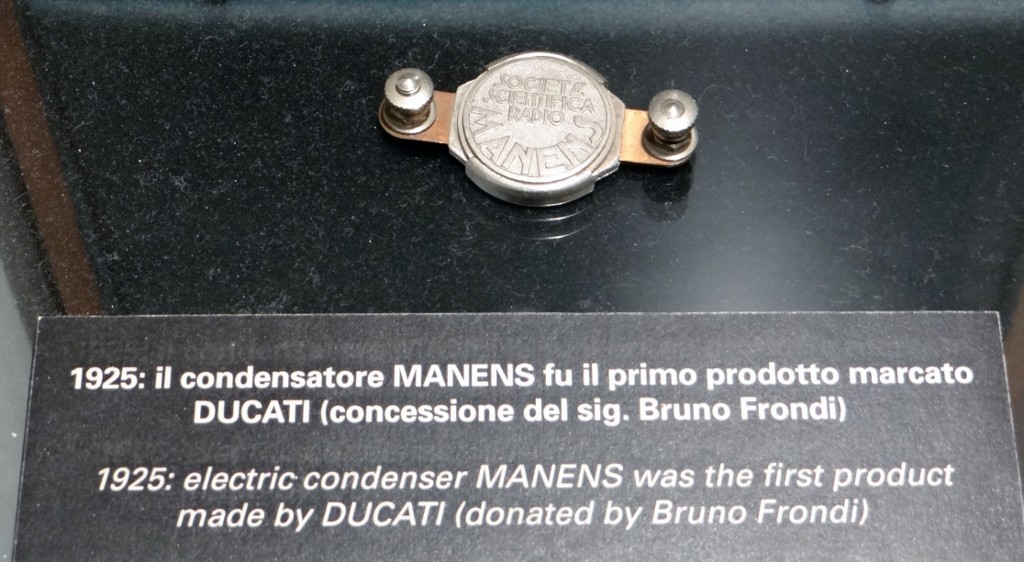 SOCIETÀ
SCIENTIFICA
RADIO
MANENS
1925: il condensatore MANENS fu il primo prodotto marcato
DUCATI (concessione del sig. Bruno Frondi)
1925: electric condenser MANENS was the first product
made by DUCATI (donated by Bruno Frondi)